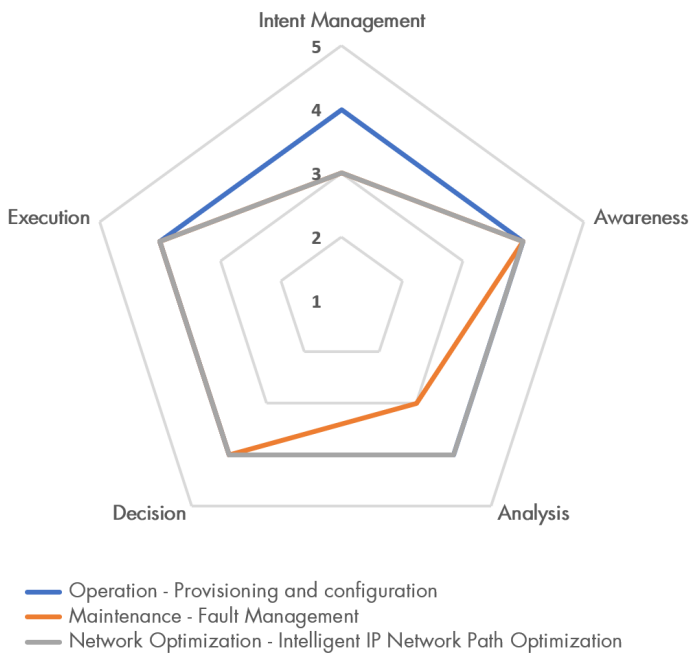 Intent Management
5
4
3
2
1
Execution
Awareness
Decision
Analysis
Operation - Provisioning and configuration
Maintenance - Fault Management
Network Optimization - Intelligent IP Network Path Optimization